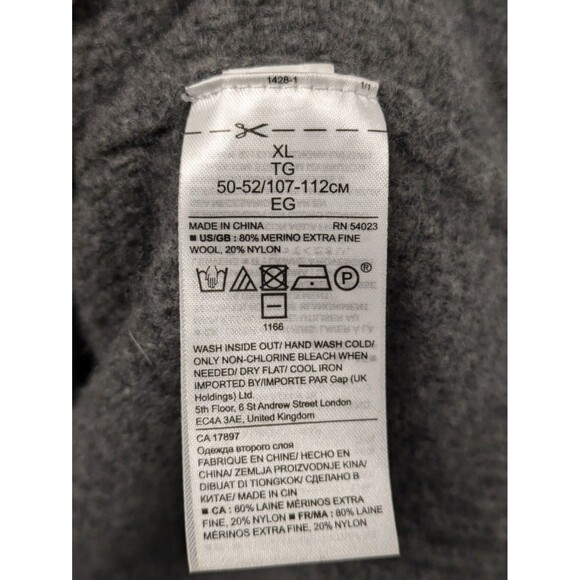 1428-1
1/1
XL
TG
50-52/107-112см
EG
MADE IN CHINA RN 54023
■ US/GB : 80% MERINO EXTRA FINE
WOOL, 20% NYLON
P®
1166
WASH INSIDE OUT/ HAND WASH COLD/
ONLY NON-CHLORINE BLEACH WHEN
NEEDED/ DRY FLAT/ COOL IRON
IMPORTED BY/IMPORTE PAR Gap (UK
Holdings) Ltd.
5th Floor, 6 St Andrew Street London
EC4A 3AE, United Kingdom
CA 17897
Одежда второго слоя
FABRIQUE EN CHINE/ HECHO EN
CHINA/ ZEMLJA PROIZVODNJE KINA/
DIBUAT DI TIONGKOK/ СДЕЛАНО В
КИТАЕ/ MADE IN CIN
■ CA : 80% LAINE MÉRINOS EXTRA
FINE, 20% NYLON ■ FR/MA : 80% LAINE
MÉRINOS EXTRA FINE, 20% NYLON